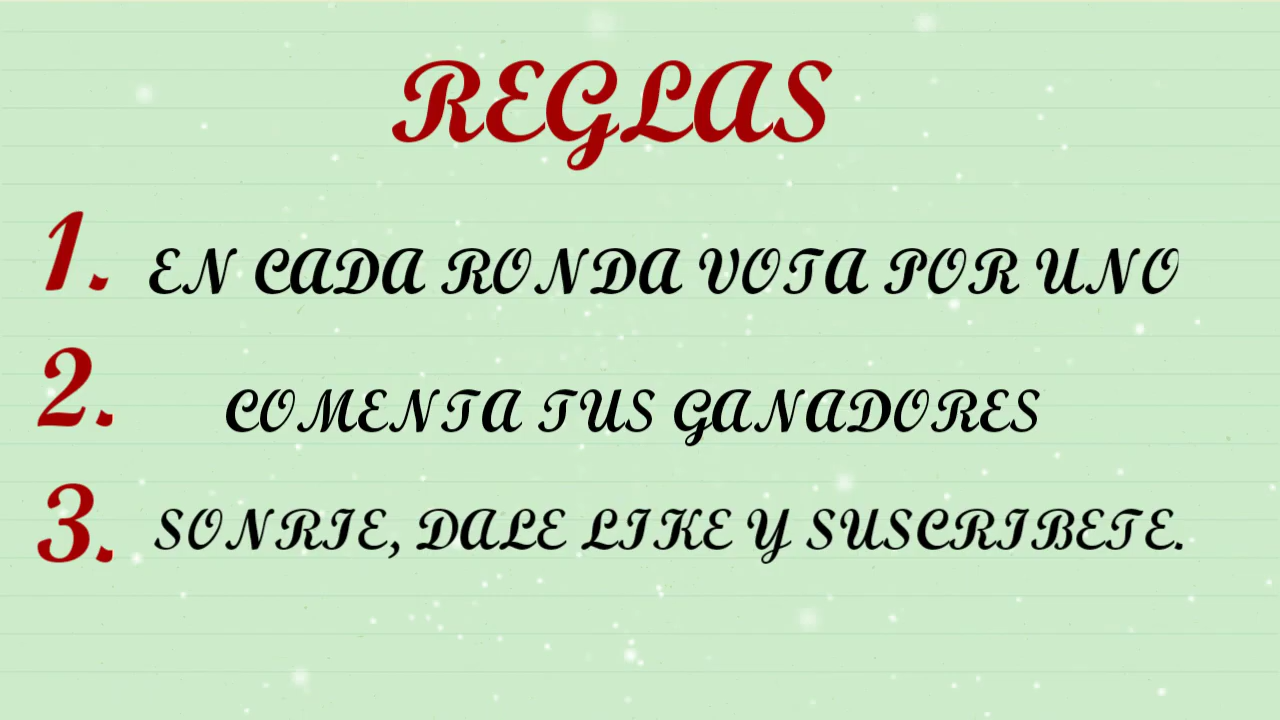 REGLAS
1. EN CADA RONDA VOTA POR UNO
2. COMENTA TUS GANADORES
3. SONRIE, DALE LIKE Y SUSCRIBETE.